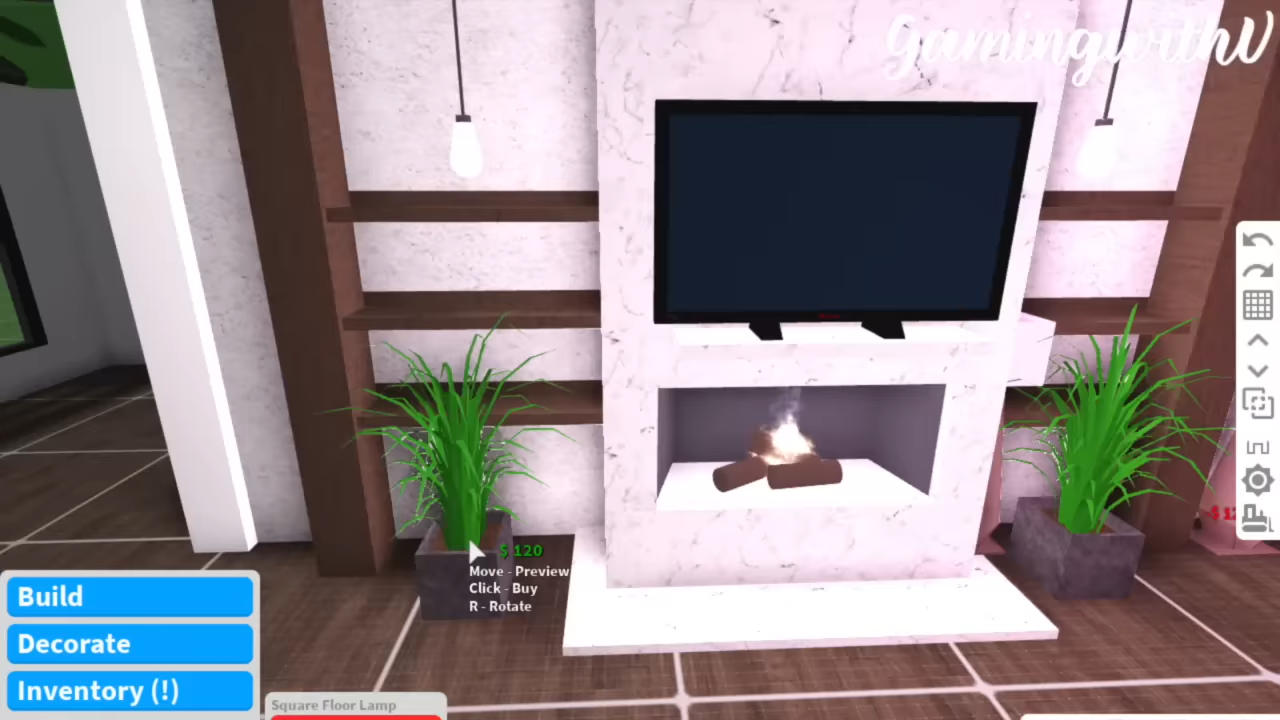 GamingwithV
$ 120
Move - Preview
Click - Buy
R - Rotate
Build
Decorate
Inventory (!)
Square Floor Lamp